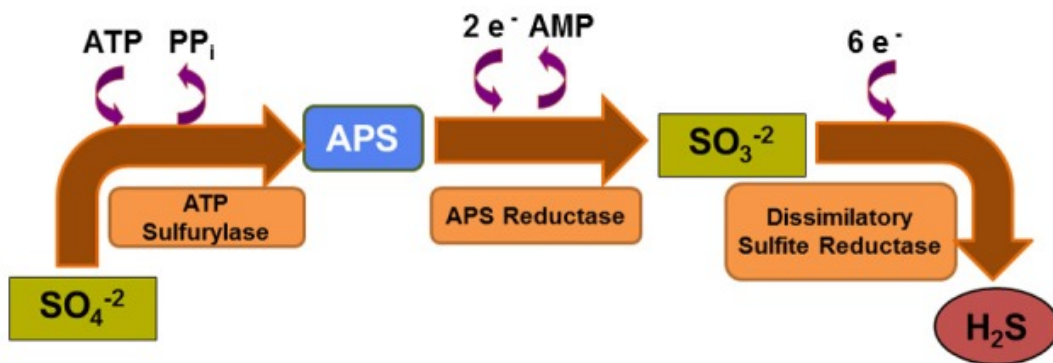 ATP PPᵢ
2 e⁻ AMP
6 e⁻
APS
SO₃⁻²
ATP
Sulfurylase
APS Reductase
Dissimilatory
Sulfite Reductase
SO₄⁻²
H₂S